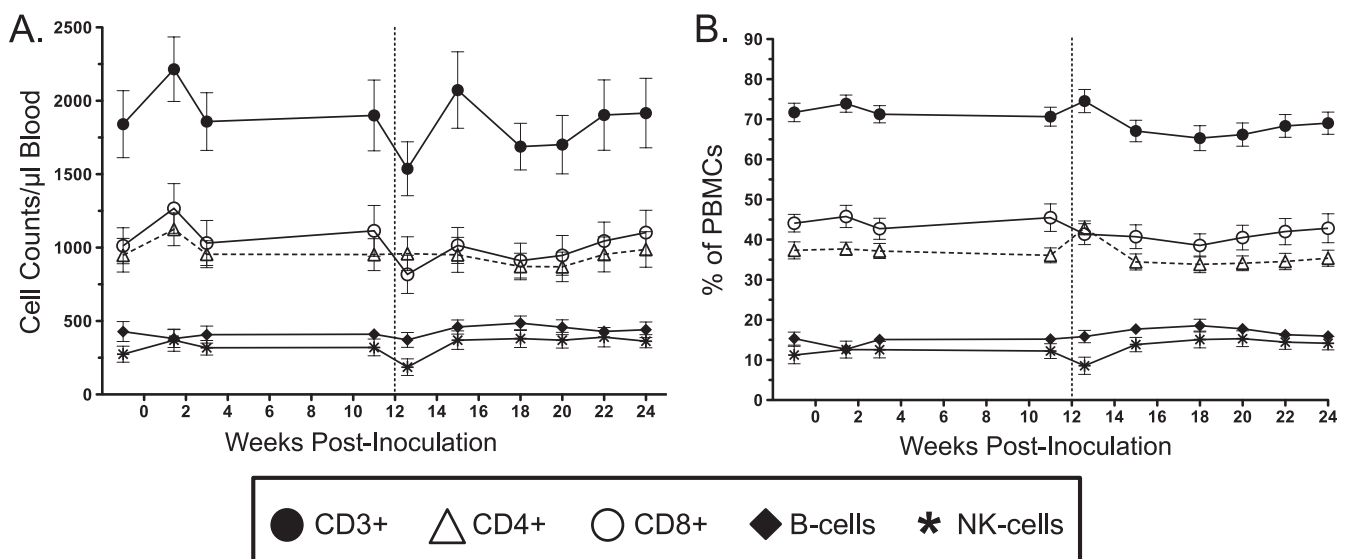 A.
Cell Counts/µl Blood
2500
2000
1500
1000
500
0
0 2 4 6 8 10 12 14 16 18 20 22 24
Weeks Post-Inoculation
B.
% of PBMCs
90
80
70
60
50
40
30
20
10
0
0 2 4 6 8 10 12 14 16 18 20 22 24
Weeks Post-Inoculation
CD3+ CD4+ CD8+ B-cells NK-cells